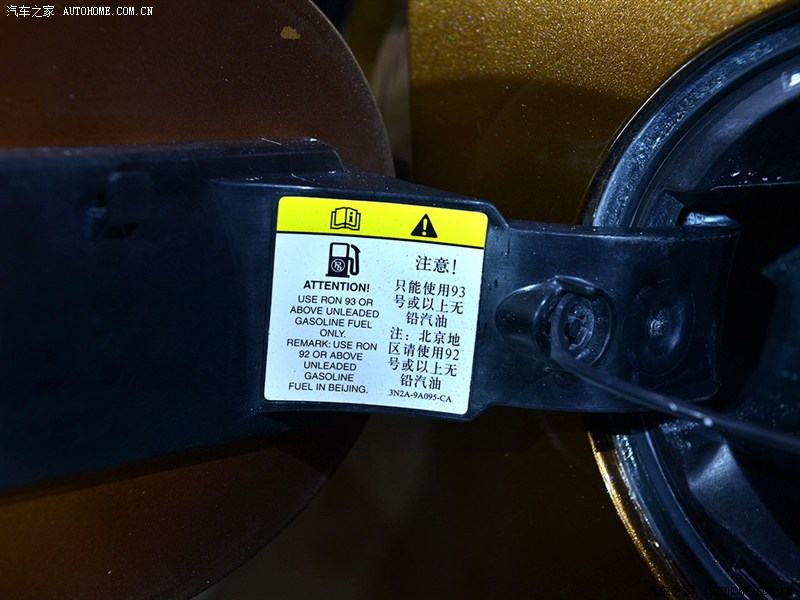 汽车之家 AUTOHOME.COM.CN
ATTENTION!
USE RON 93 OR
ABOVE UNLEADED
GASOLINE FUEL
ONLY.
REMARK: USE RON
92 OR ABOVE
UNLEADED
GASOLINE
FUEL IN BEIJING.
注意!
只能使用93
号或以上无
铅汽油
注：北京地
区请使用92
号或以上无
铅汽油
3N2A-9A095-CA